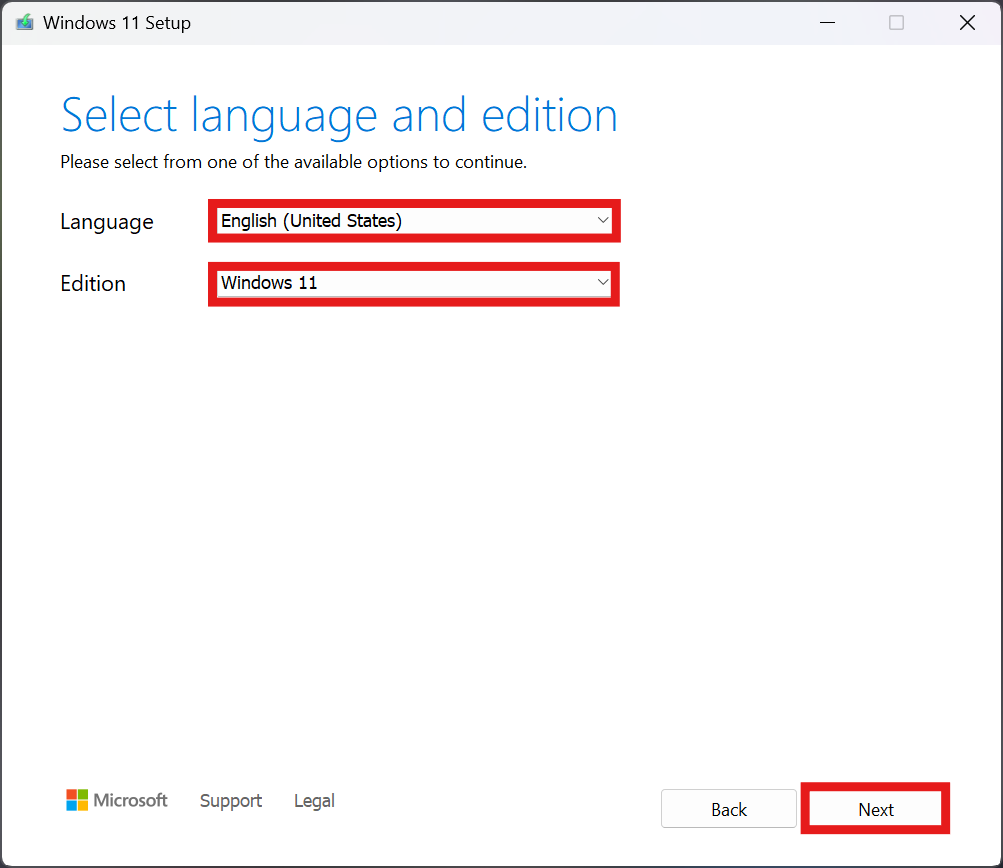 Windows 11 Setup
Select language and edition
Please select from one of the available options to continue.
Language English (United States)
Edition Windows 11
Microsoft Support Legal Back Next